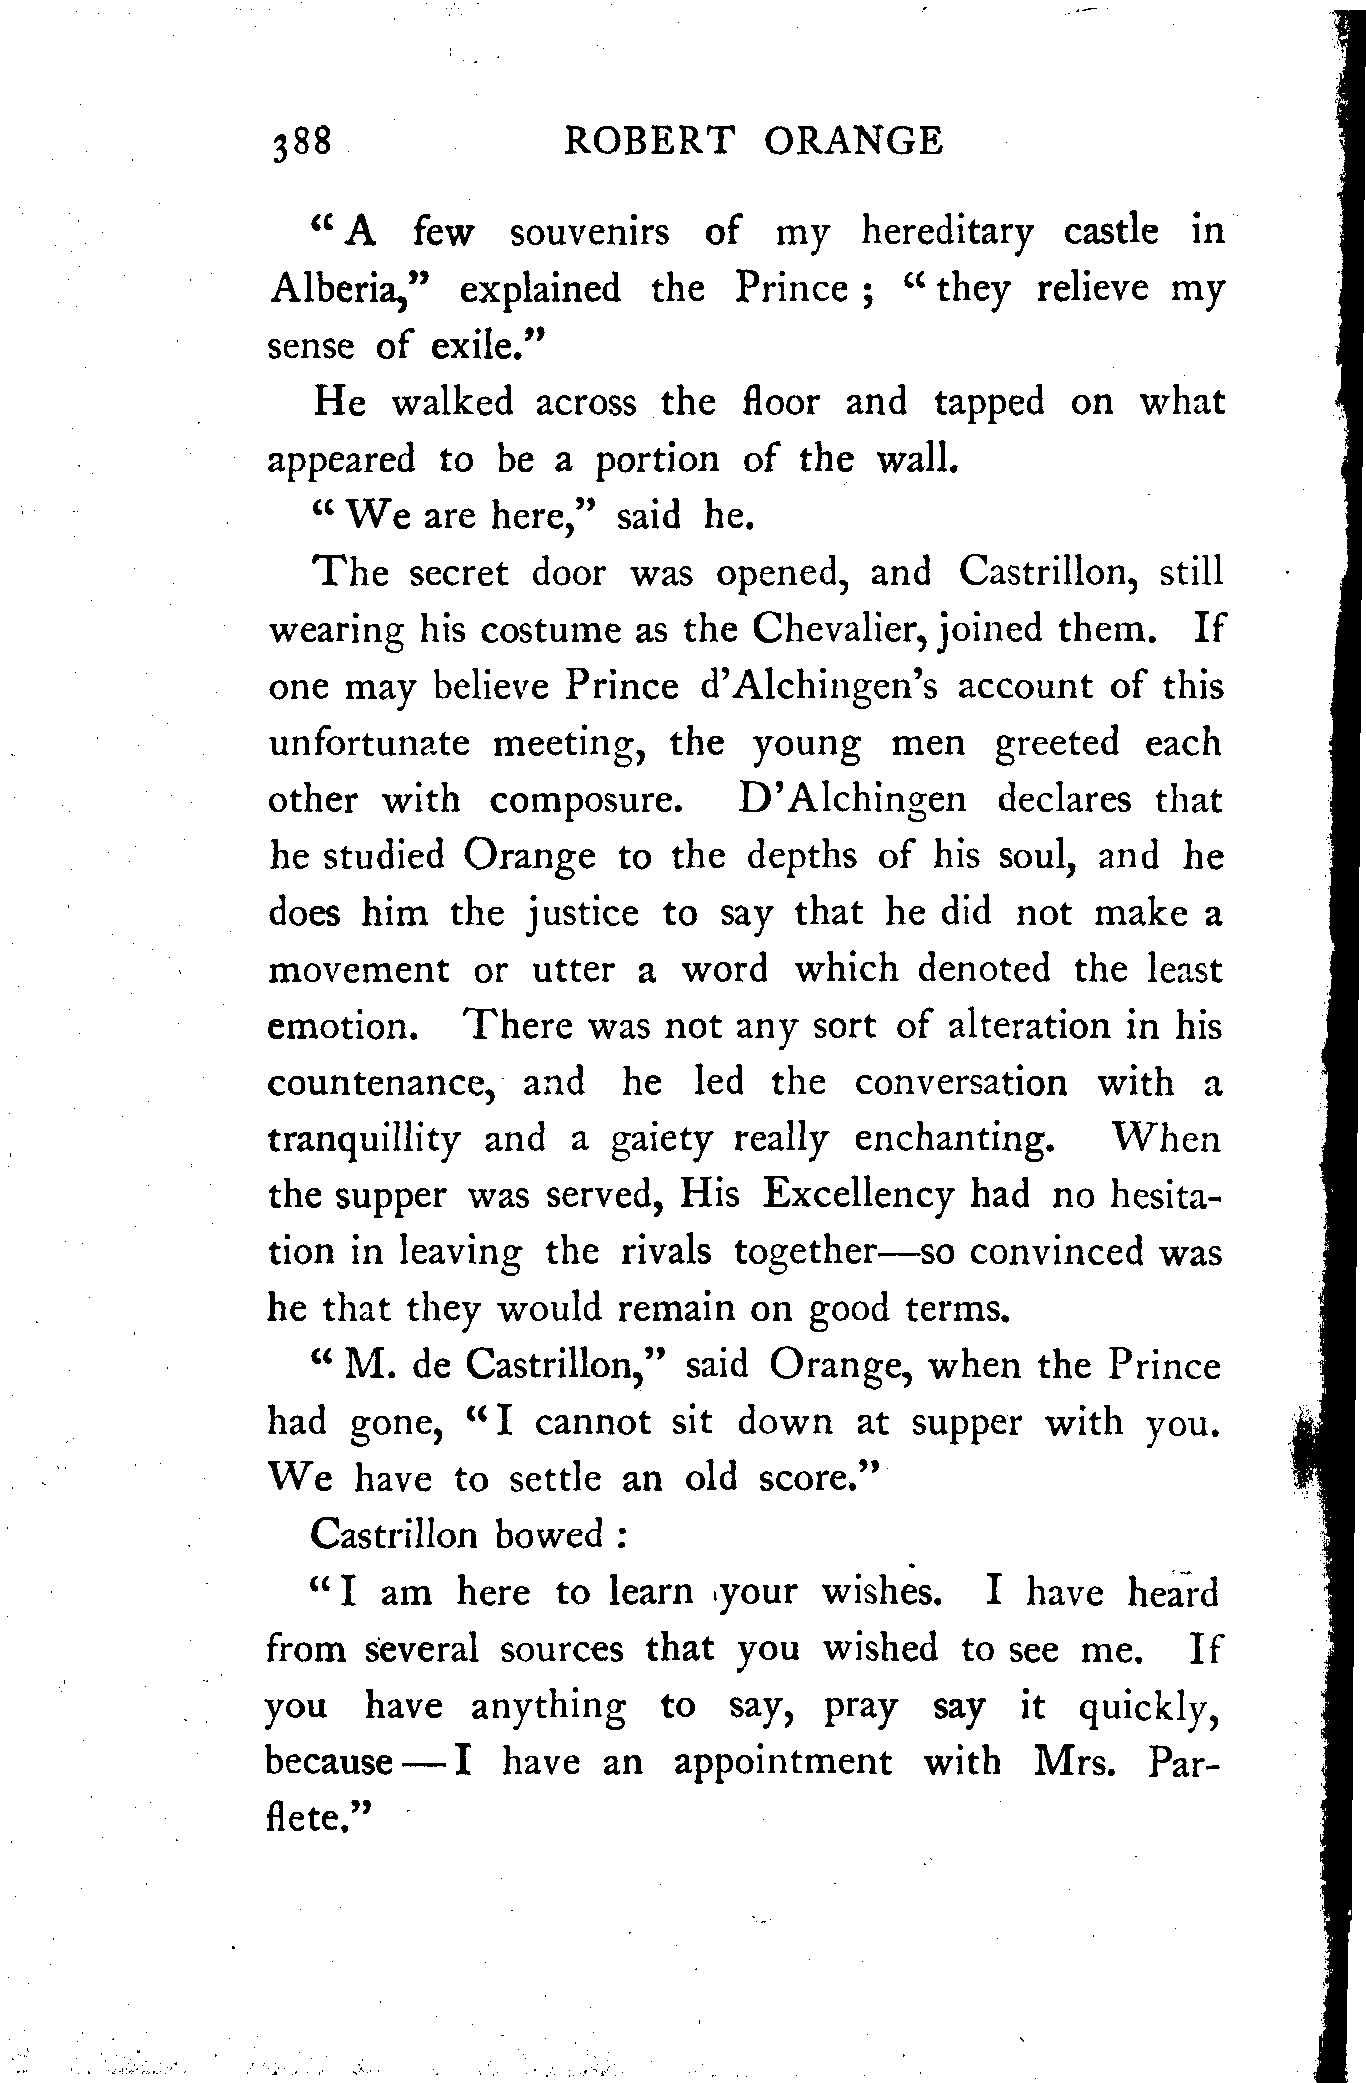 388 ROBERT ORANGE
“ A few souvenirs of my hereditary castle in
Alberia,” explained the Prince ; “ they relieve my
sense of exile.”
He walked across the floor and tapped on what
appeared to be a portion of the wall.
“ We are here,” said he.
The secret door was opened, and Castrillon, still
wearing his costume as the Chevalier, joined them. If
one may believe Prince d’Alchingen’s account of this
unfortunate meeting, the young men greeted each
other with composure. D’Alchingen declares that
he studied Orange to the depths of his soul, and he
does him the justice to say that he did not make a
movement or utter a word which denoted the least
emotion. There was not any sort of alteration in his
countenance, and he led the conversation with a
tranquillity and a gaiety really enchanting. When
the supper was served, His Excellency had no hesita-
tion in leaving the rivals together—so convinced was
he that they would remain on good terms.
“ M. de Castrillon,” said Orange, when the Prince
had gone, “ I cannot sit down at supper with you.
We have to settle an old score.”
Castrillon bowed :
“ I am here to learn your wishes. I have heard
from several sources that you wished to see me. If
you have anything to say, pray say it quickly,
because — I have an appointment with Mrs. Par-
flete.”